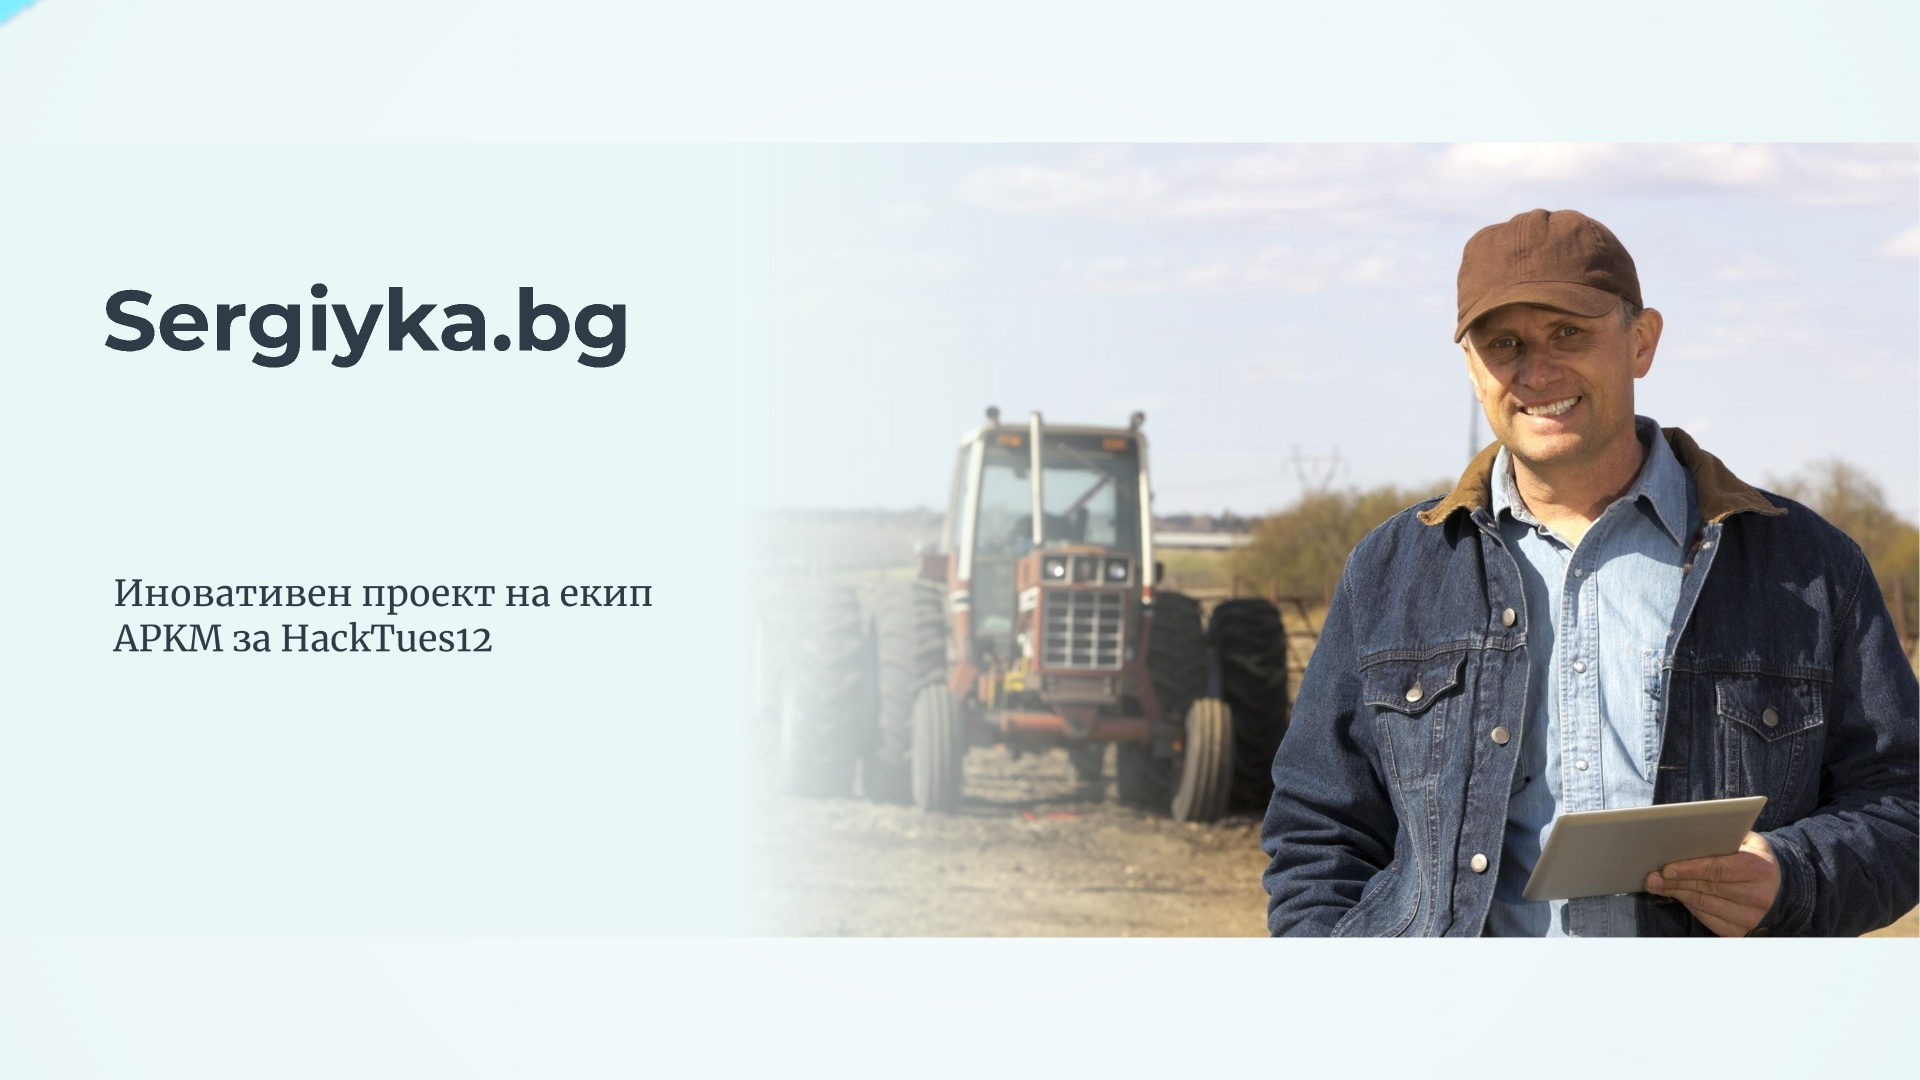 Sergiyka.bg
Иновативен проект на екип
АРКМ за HackTues12